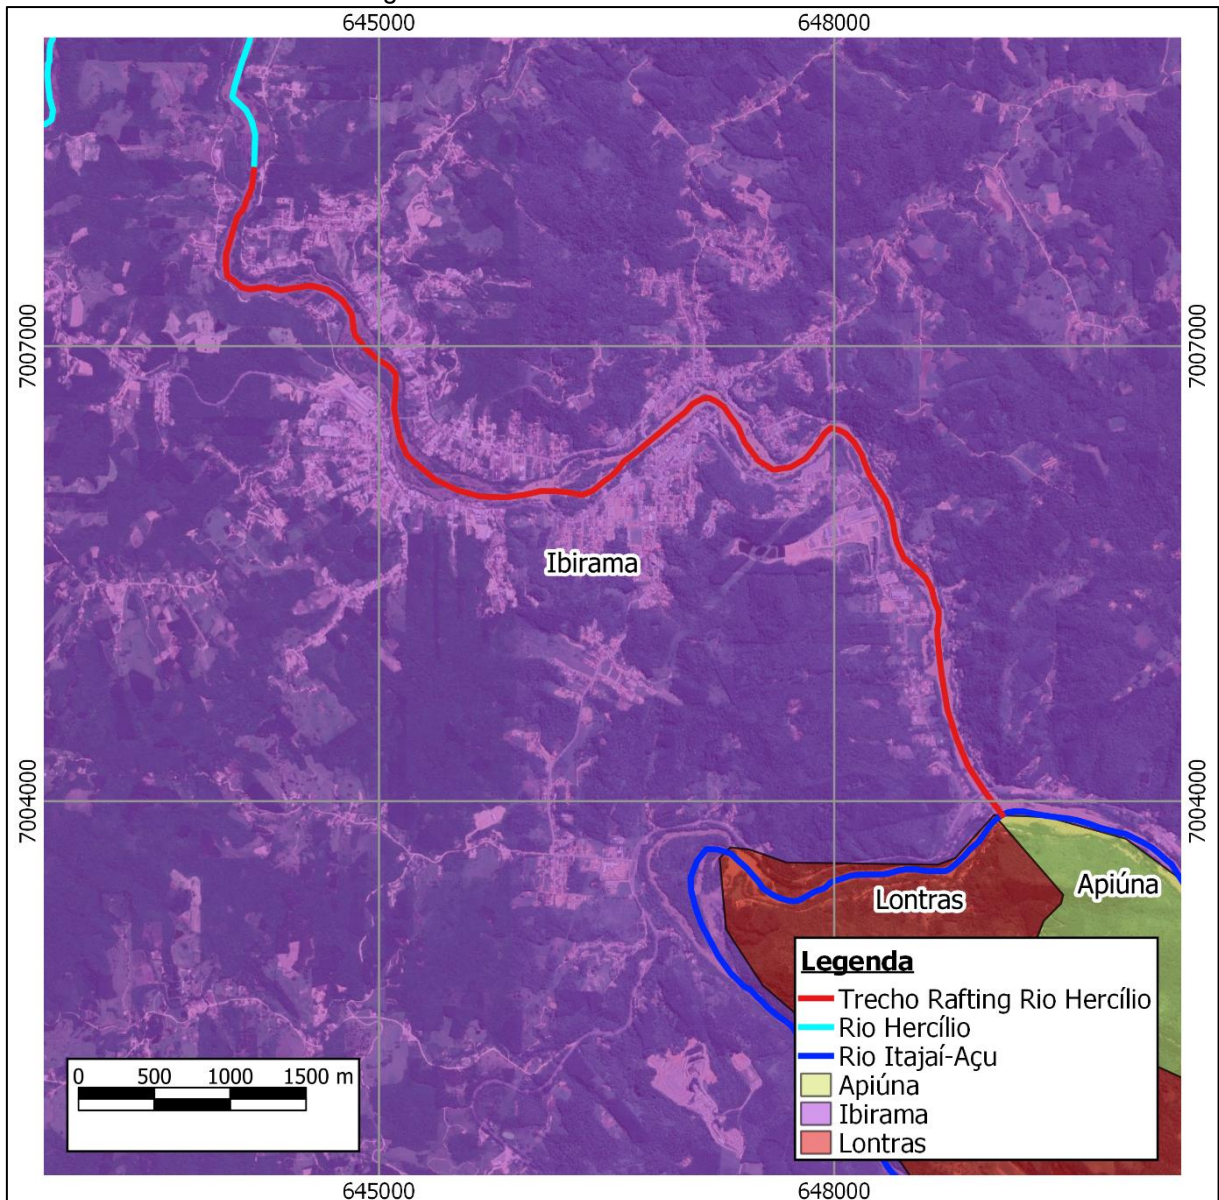 645000
648000
7007000
7007000
Ibirama
7004000
7004000
Apiúna
Lontras
Legenda
Trecho Rafting Rio Hercílio
Rio Hercílio
Rio Itajaí-Açu
Apiúna
Ibirama
Lontras
0 500 1000 1500 m
645000
648000